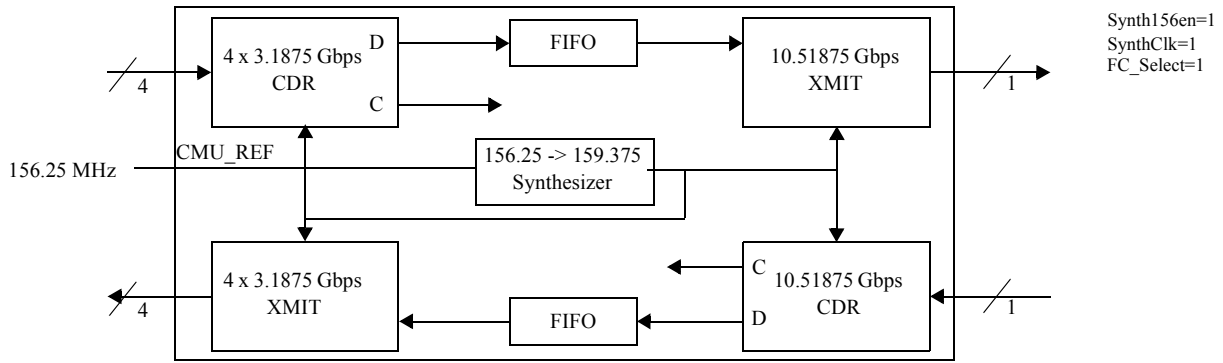 Synth156en=1
SynthClk=1
FC_Select=1
4 x 3.1875 Gbps
CDR
D
C
FIFO
10.51875 Gbps
XMIT
4
1
156.25 MHz
CMU_REF
156.25 -> 159.375
Synthesizer
4 x 3.1875 Gbps
XMIT
FIFO
C
D
10.51875 Gbps
CDR
4
1